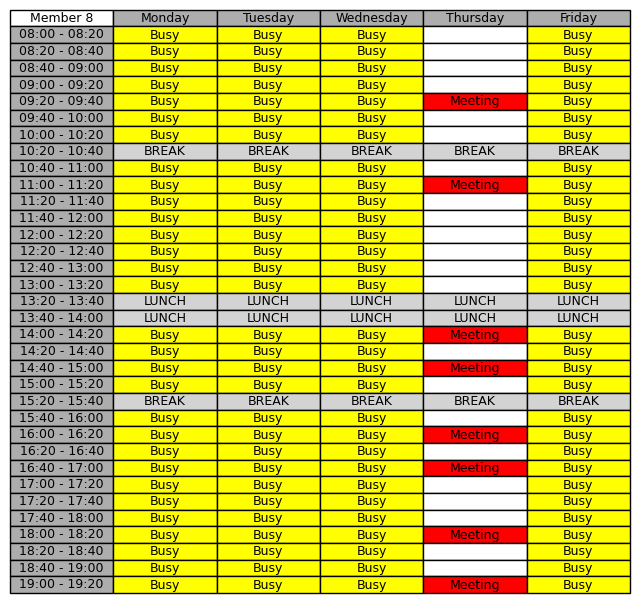 Member 8 Monday Tuesday Wednesday Thursday Friday
08:00 - 08:20 Busy Busy Busy Busy
08:20 - 08:40 Busy Busy Busy Busy
08:40 - 09:00 Busy Busy Busy Busy
09:00 - 09:20 Busy Busy Busy Busy
09:20 - 09:40 Busy Busy Busy Meeting Busy
09:40 - 10:00 Busy Busy Busy Busy
10:00 - 10:20 Busy Busy Busy Busy
10:20 - 10:40 BREAK BREAK BREAK BREAK BREAK
10:40 - 11:00 Busy Busy Busy Busy
11:00 - 11:20 Busy Busy Busy Meeting Busy
11:20 - 11:40 Busy Busy Busy Busy
11:40 - 12:00 Busy Busy Busy Busy
12:00 - 12:20 Busy Busy Busy Busy
12:20 - 12:40 Busy Busy Busy Busy
12:40 - 13:00 Busy Busy Busy Busy
13:00 - 13:20 Busy Busy Busy Busy
13:20 - 13:40 LUNCH LUNCH LUNCH LUNCH LUNCH
13:40 - 14:00 LUNCH LUNCH LUNCH LUNCH LUNCH
14:00 - 14:20 Busy Busy Busy Meeting Busy
14:20 - 14:40 Busy Busy Busy Busy
14:40 - 15:00 Busy Busy Busy Meeting Busy
15:00 - 15:20 Busy Busy Busy Busy
15:20 - 15:40 BREAK BREAK BREAK BREAK BREAK
15:40 - 16:00 Busy Busy Busy Busy
16:00 - 16:20 Busy Busy Busy Meeting Busy
16:20 - 16:40 Busy Busy Busy Busy
16:40 - 17:00 Busy Busy Busy Meeting Busy
17:00 - 17:20 Busy Busy Busy Busy
17:20 - 17:40 Busy Busy Busy Busy
17:40 - 18:00 Busy Busy Busy Busy
18:00 - 18:20 Busy Busy Busy Meeting Busy
18:20 - 18:40 Busy Busy Busy Busy
18:40 - 19:00 Busy Busy Busy Busy
19:00 - 19:20 Busy Busy Busy Meeting Busy